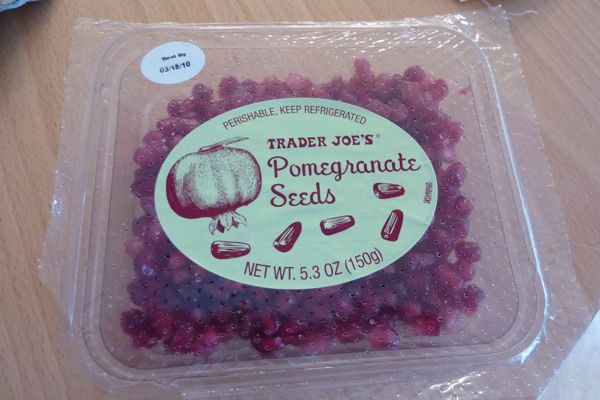 Best By
03/18/10
PERISHABLE, KEEP REFRIGERATED
TRADER JOE'S®
Pomegranate
Seeds
NET WT. 5.3 OZ (150g)